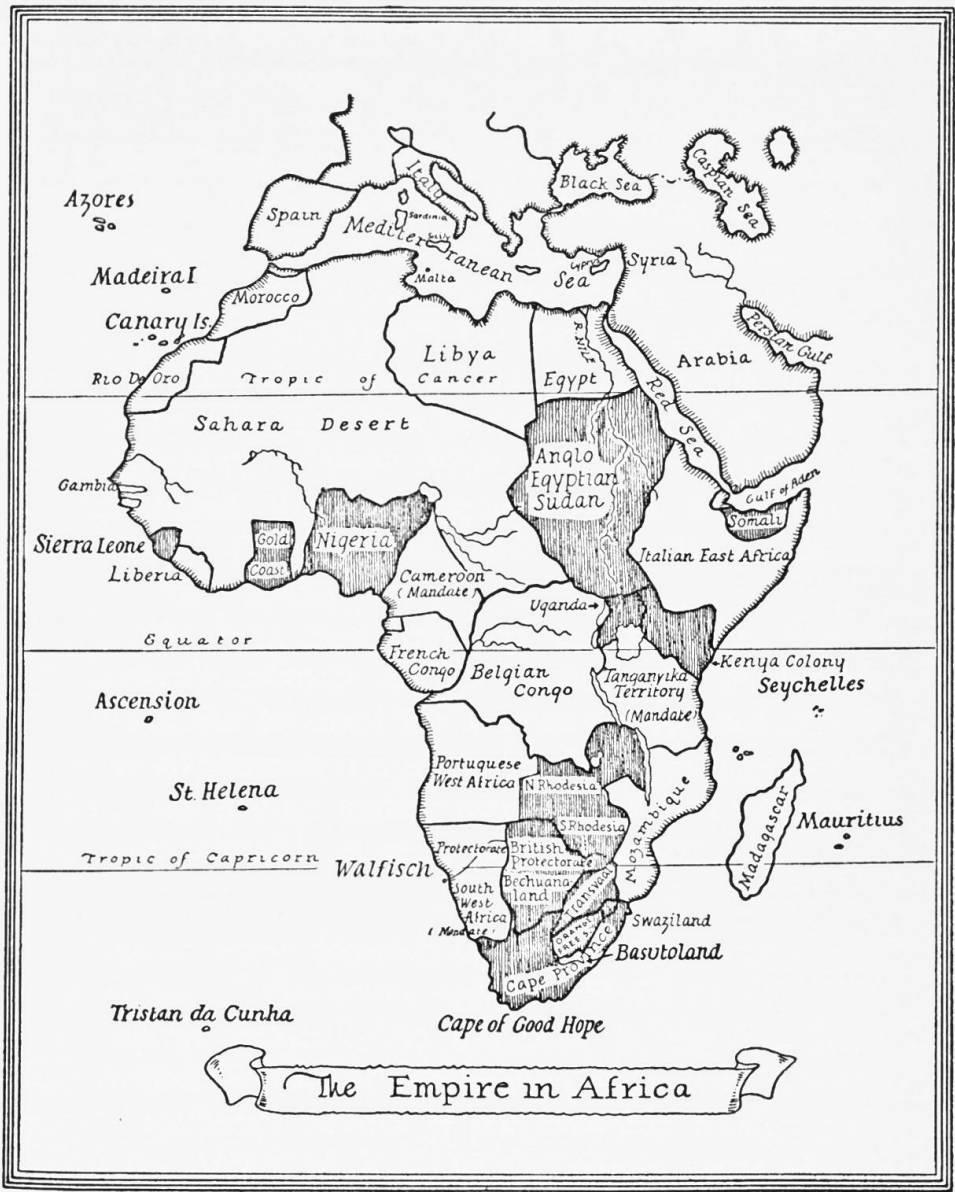 Azores
Spain
Italy
Sardinia
Sicily
Black Sea
Caspian Sea
Mediterranean Sea
Madeira I.
Canary Is.
Morocco
Malta
Cyprus
Syria
Persian Gulf
Libya
R. NILE
Egypt
Arabia
Red Sea
Rio De Oro
Tropic of Cancer
Sahara Desert
Anglo
Egyptian
Sudan
Gulf of Aden
Gambia
Somali
Sierra Leone
Gold
Coast
Nigeria
Italian East Africa
Liberia
Cameroon
(Mandate)
Uganda
Equator
French
Congo
Belgian
Congo
Kenya Colony
Tanganyika
Territory
(Mandate)
Seychelles
Ascension
Portuguese
West Africa
N Rhodesia
St. Helena
S. Rhodesia
Mozambique
Madagascar
Mauritius
Tropic of Capricorn
Protectorate
British
Protectorate
Walfisch
South
West
Africa
(Mandate)
Bechuana-
land
Transvaal
Swaziland
ORANGE
FREE S.
Basutoland
Cape Province
Tristan da Cunha
Cape of Good Hope
The Empire in Africa